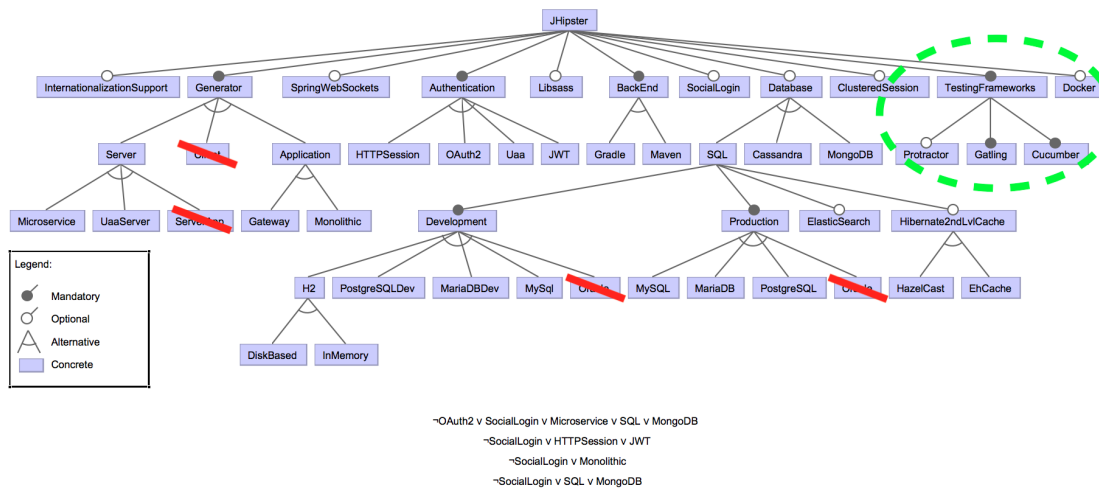 JHipster
InternationalizationSupport Generator SpringWebSockets Authentication Libsass BackEnd SocialLogin Database ClusteredSession TestingFrameworks Docker
Server Application HTTPSession OAuth2 Uaa JWT Gradle Maven SQL Cassandra MongoDB Protractor Gatling Cucumber
Microservice UaaServer ServerApp Gateway Monolithic Development Production ElasticSearch Hibernate2ndLvlCache
H2 PostgreSQLDev MariaDBDev MySql Oracle MySQL MariaDB PostgreSQL Oracle HazelCast EhCache
DiskBased InMemory
Legend:
Mandatory
Optional
Alternative
Concrete
¬OAuth2 ∨ SocialLogin ∨ Microservice ∨ SQL ∨ MongoDB
¬SocialLogin ∨ HTTPSession ∨ JWT
¬SocialLogin ∨ Monolithic
¬SocialLogin ∨ SQL ∨ MongoDB